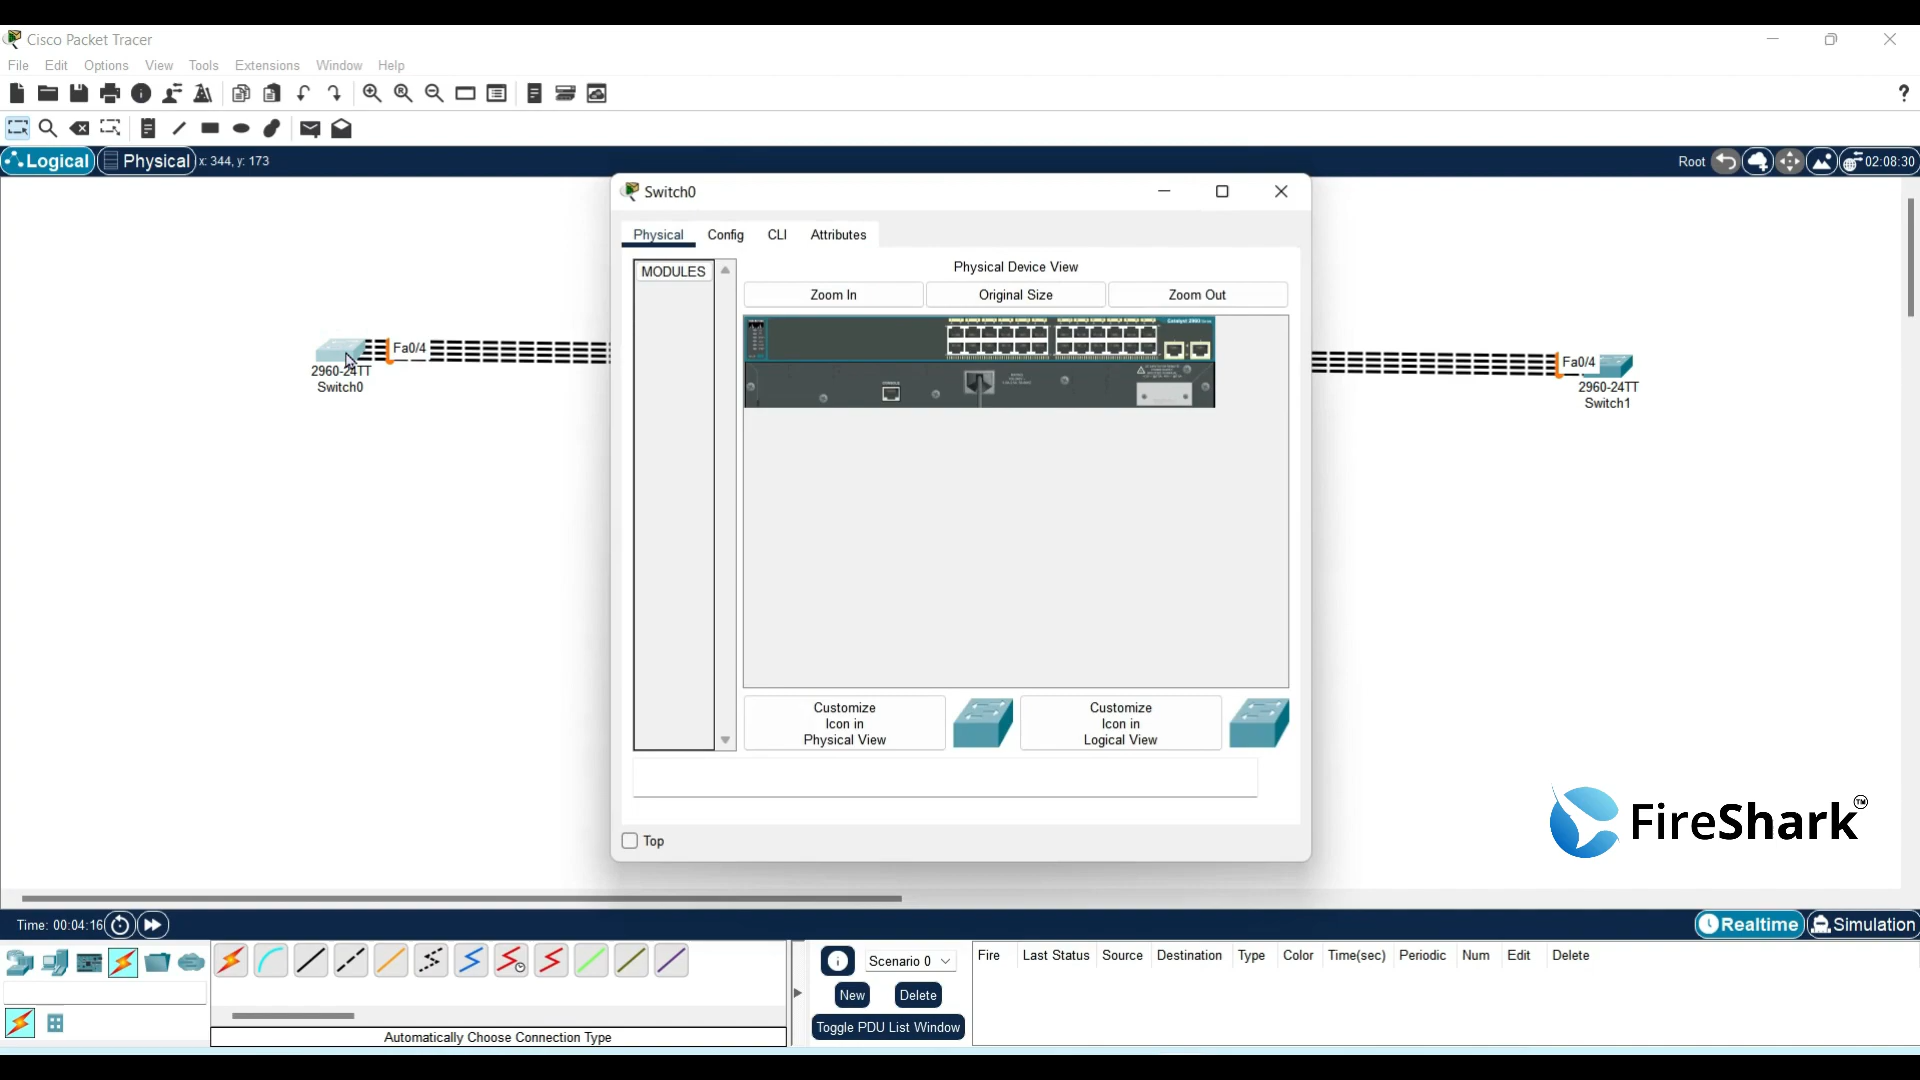 Cisco Packet Tracer
File Edit Options View Tools Extensions Window Help
?
Logical Physical x: 344, y: 173 Root 02:08:30
Switch0
Physical Config CLI Attributes
MODULES
Physical Device View
Zoom In Original Size Zoom Out
Fa0/4
2960-24TT
Switch0
Fa0/4
2960-24TT
Switch1
Customize
Icon in
Physical View
Customize
Icon in
Logical View
Top
FireShark™
Time: 00:04:16 Realtime Simulation
Scenario 0
New Delete
Toggle PDU List Window
Fire Last Status Source Destination Type Color Time(sec) Periodic Num Edit Delete
Automatically Choose Connection Type